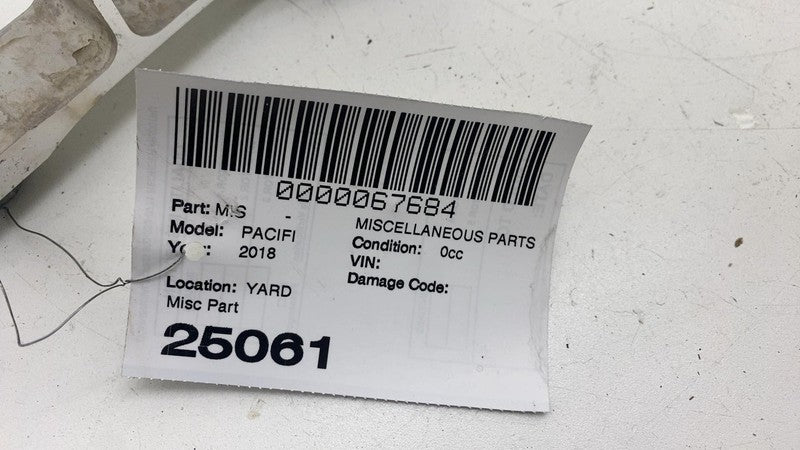 0000067684
Part: MIS - MISCELLANEOUS PARTS
Model: PACIFI Condition: 0cc
Year: 2018 VIN:
Damage Code:
Location: YARD
Misc Part
25061